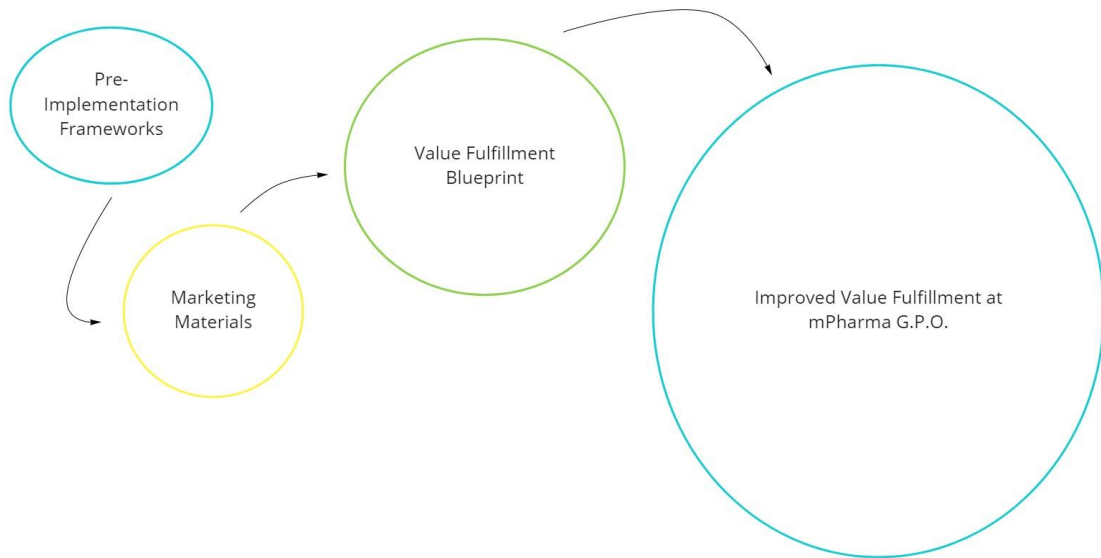 Pre-
Implementation
Frameworks
Marketing
Materials
Value Fulfillment
Blueprint
Improved Value Fulfillment at
mPharma G.P.O.